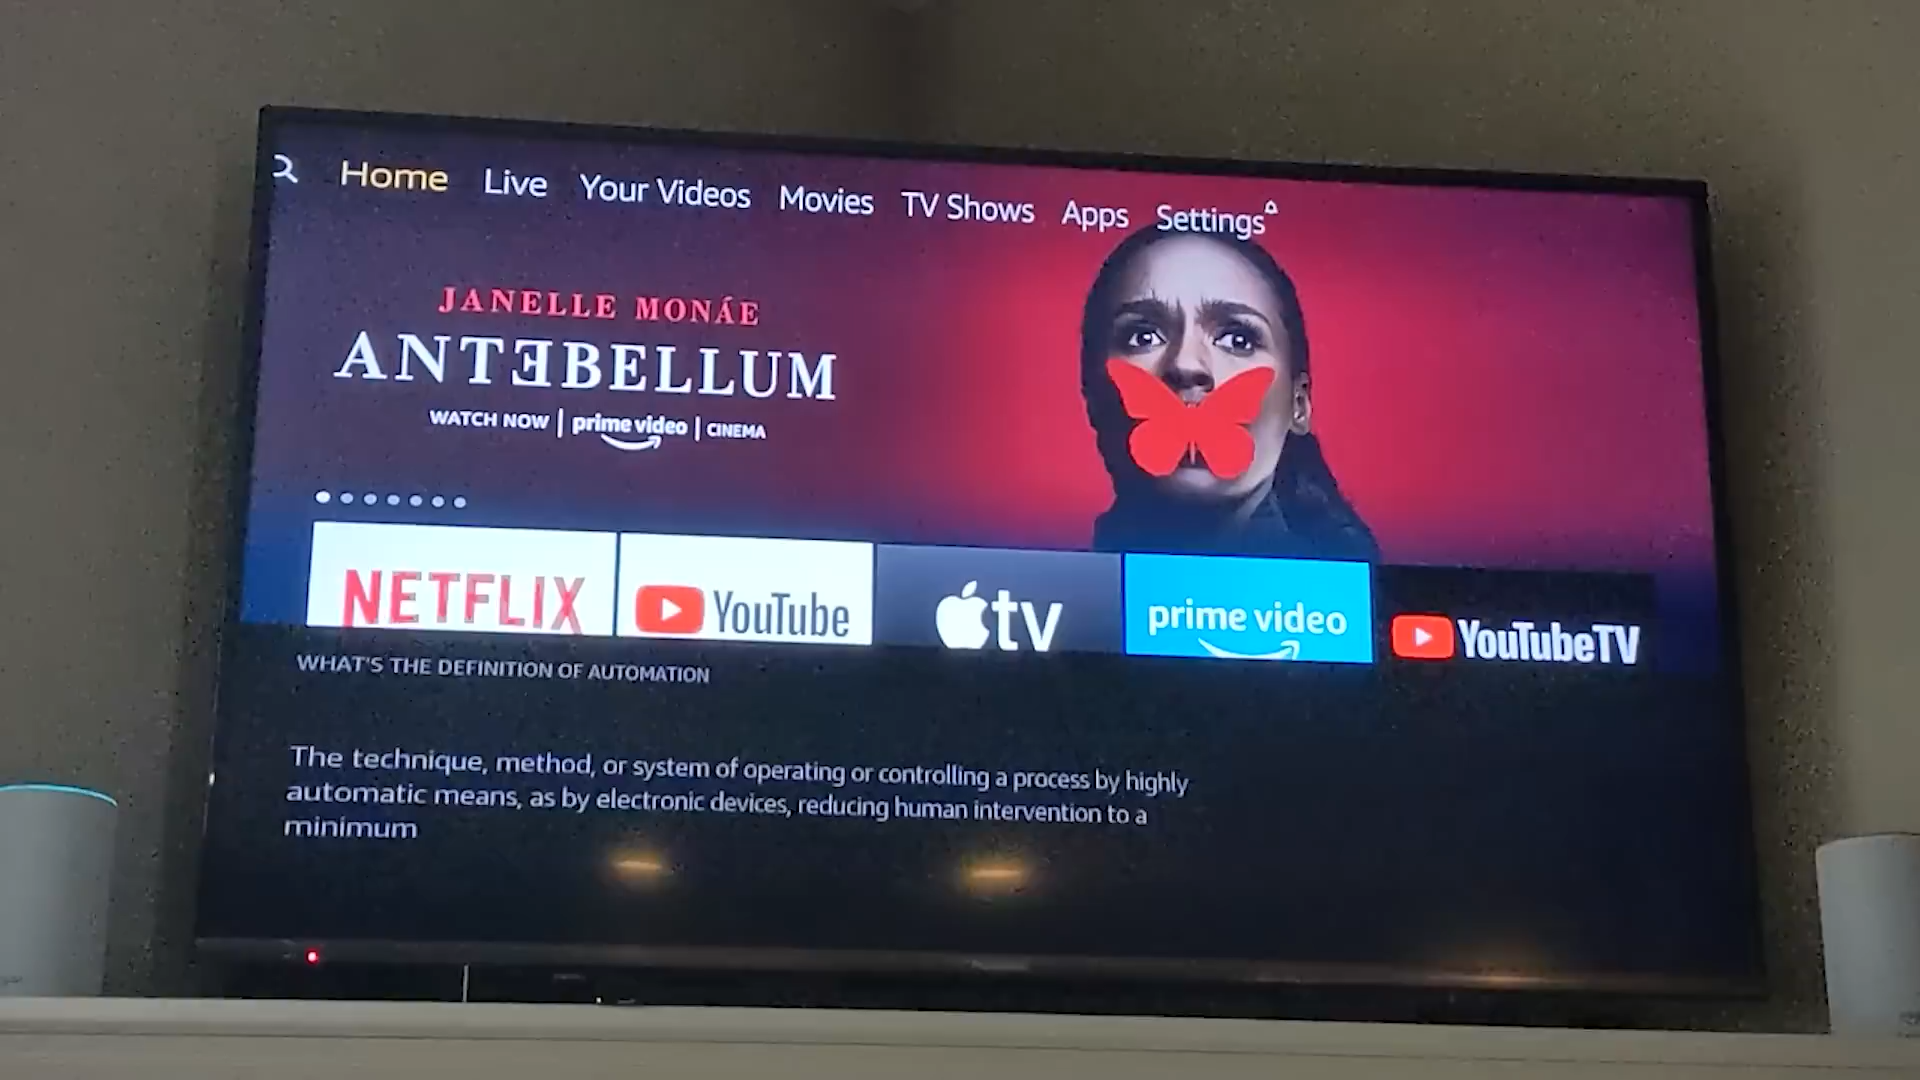 Home Live Your Videos Movies TV Shows Apps Settings
JANELLE MONÁE
ANTEBELLUM
WATCH NOW | prime video | CINEMA
NETFLIX YouTube tv prime video YouTubeTV
WHAT'S THE DEFINITION OF AUTOMATION
The technique, method, or system of operating or controlling a process by highly
automatic means, as by electronic devices, reducing human intervention to a
minimum